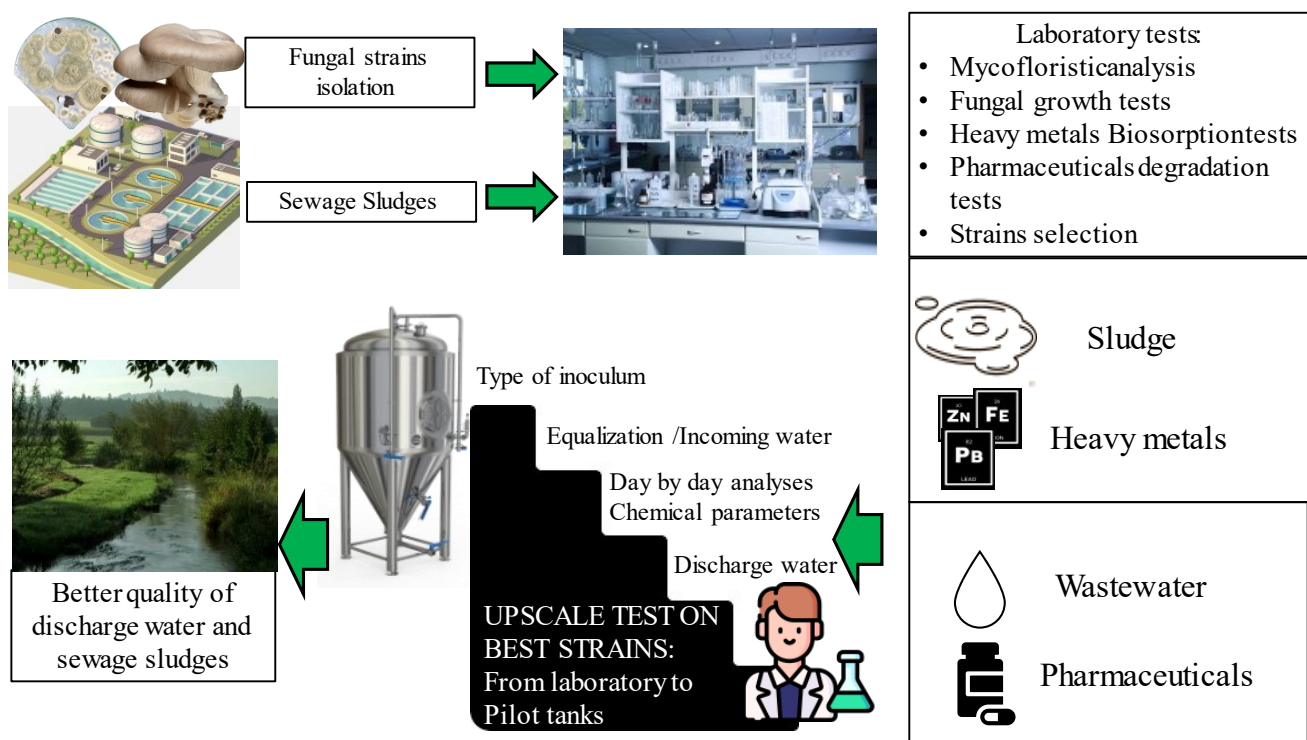 Fungal strains
isolation
Sewage Sludges
Laboratory tests:
• Mycofloristicanalysis
• Fungal growth tests
• Heavy metals Biosorptiontests
• Pharmaceuticals degradation
tests
• Strains selection
Sludge
ZN FE
PB
LEAD
Heavy metals
Wastewater
Pharmaceuticals
Type of inoculum
Equalization /Incoming water
Day by day analyses
Chemical parameters
Discharge water
UPSCALE TEST ON
BEST STRAINS:
From laboratory to
Pilot tanks
Better quality of
discharge water and
sewage sludges